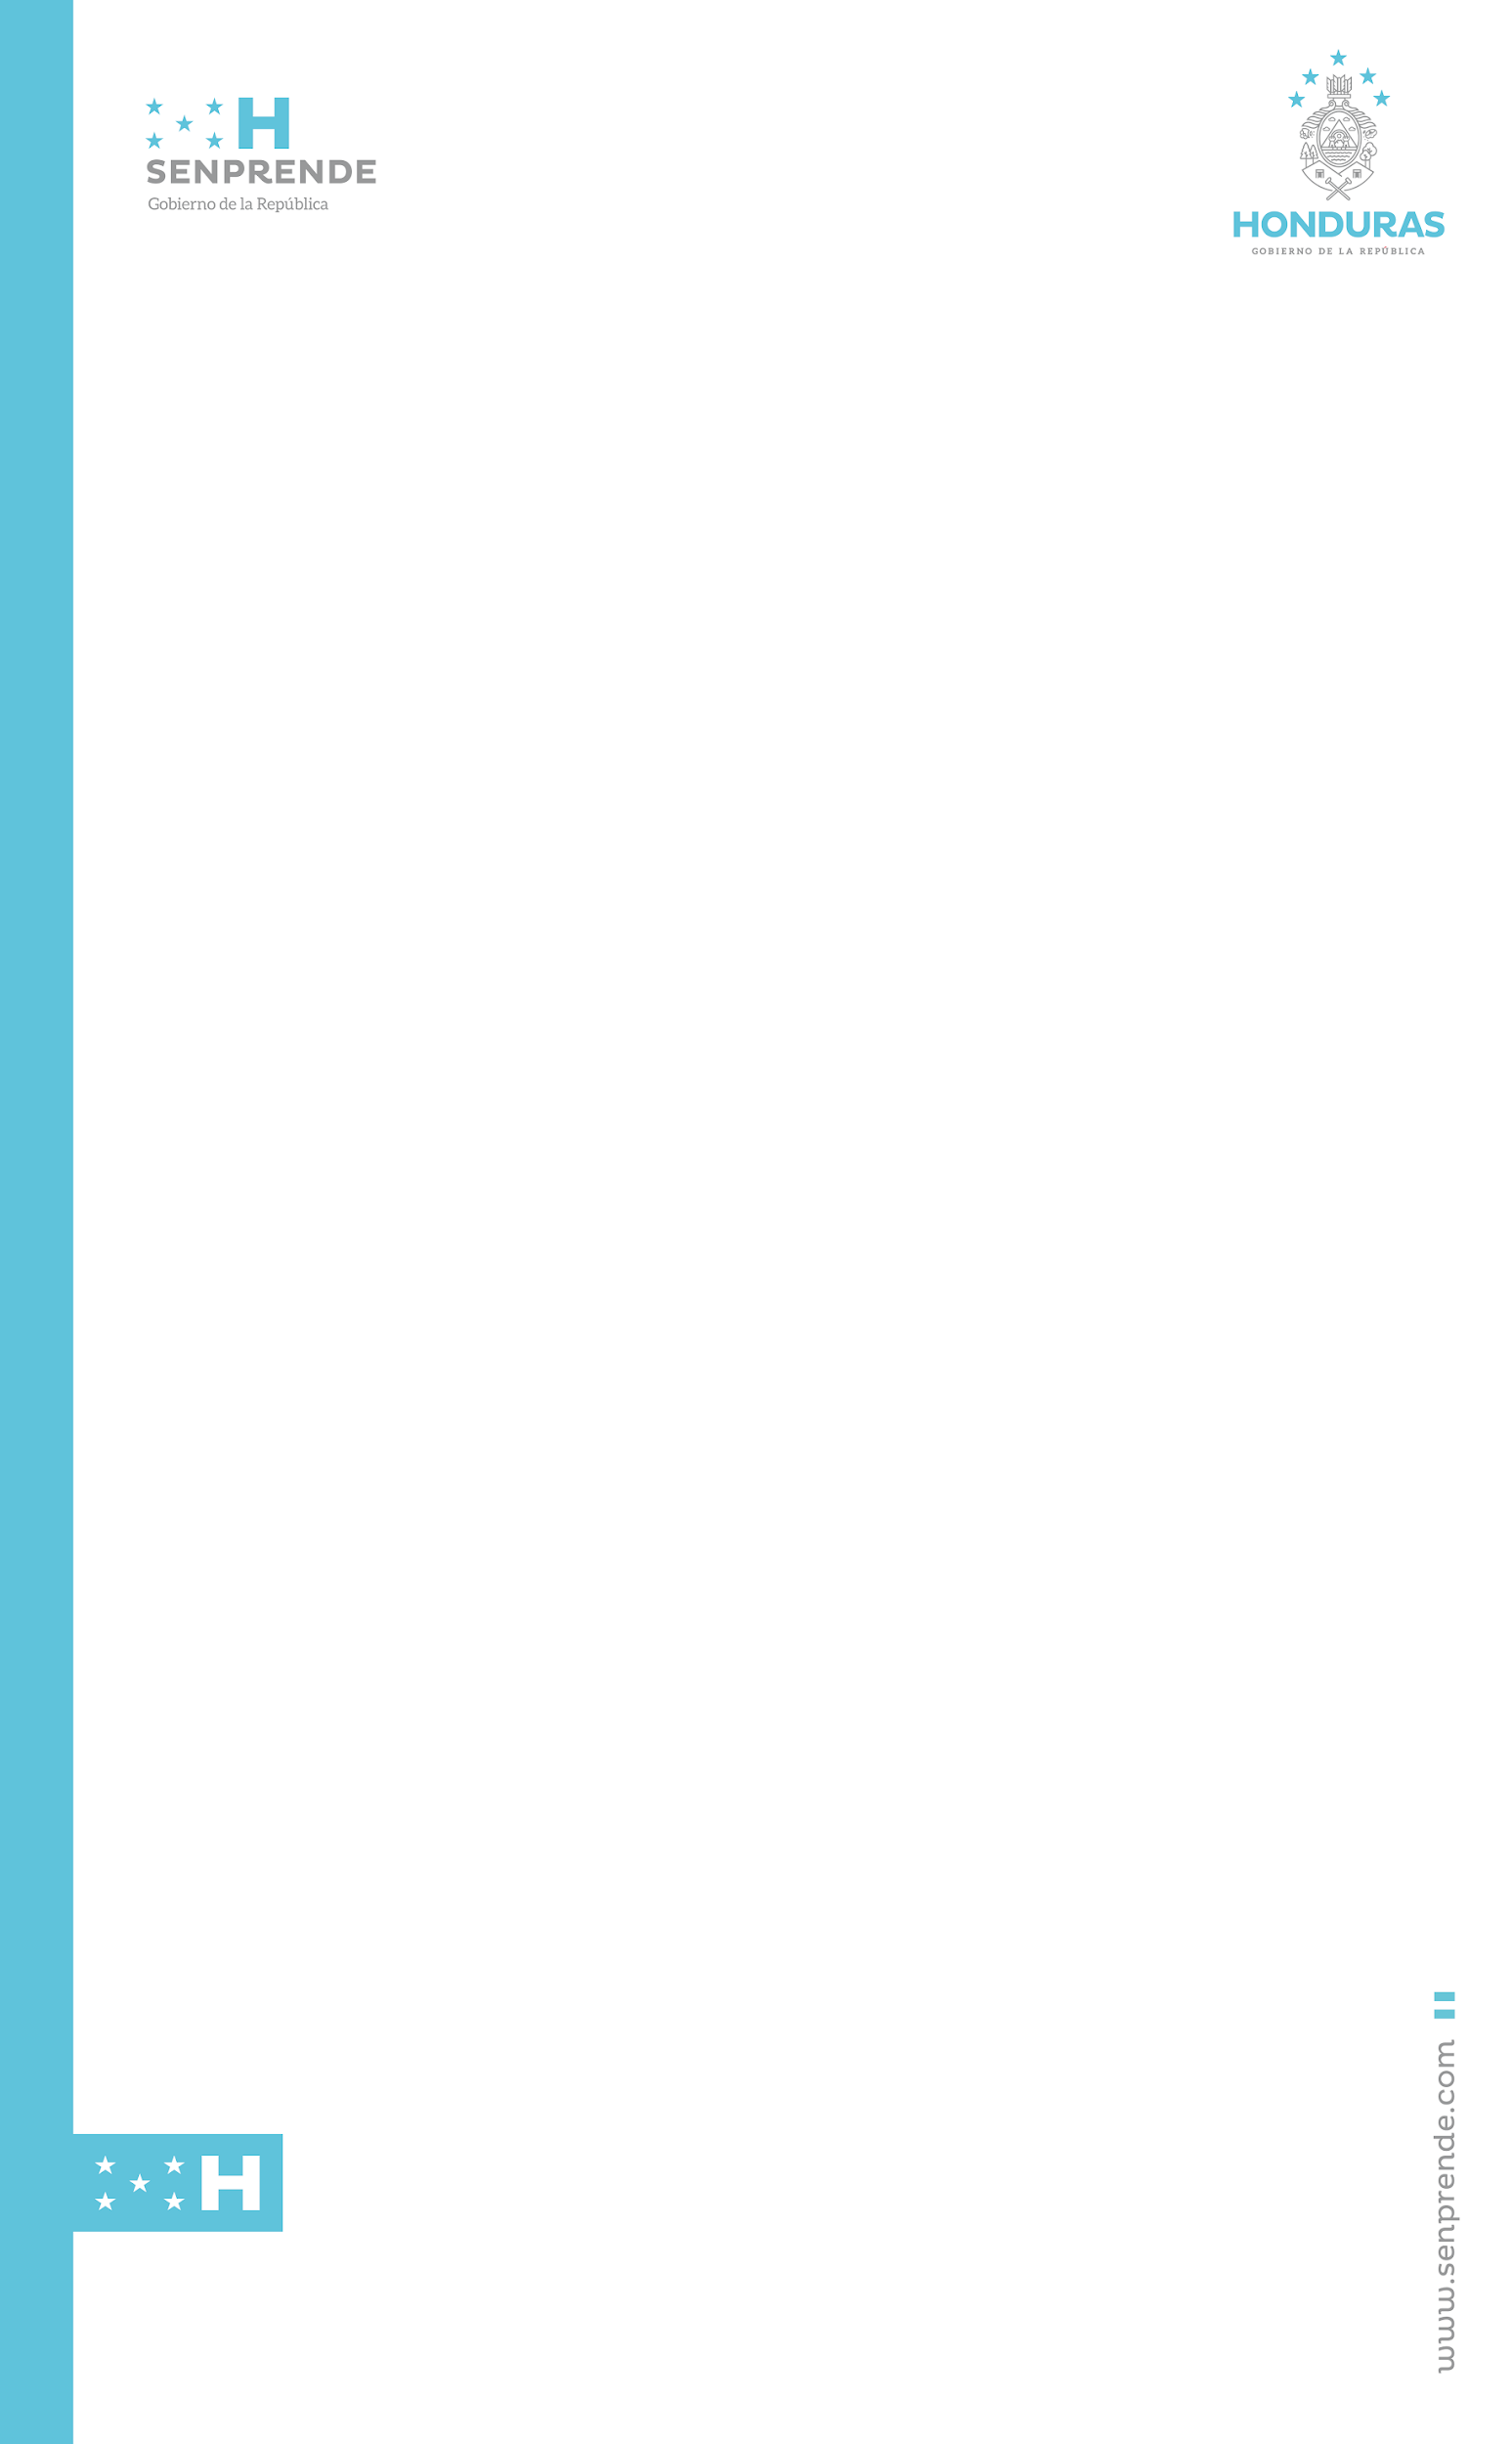 H
SENPRENDE
Gobierno de la República
HONDURAS
GOBIERNO DE LA REPÚBLICA
H
www.senprende.com